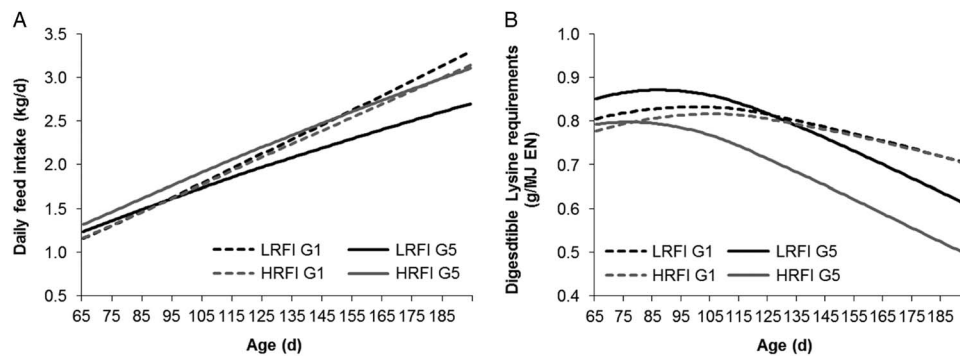 A
Daily feed intake (kg/d)
3.5
3.0
2.5
2.0
1.5
1.0
0.5
LRFI G1 LRFI G5
HRFI G1 HRFI G5
65 75 85 95 105 115 125 135 145 155 165 175 185
Age (d)
B
Digesdtible Lysine requirements
(g/MJ EN)
1.0
0.9
0.8
0.7
0.6
0.5
0.4
LRFI G1 LRFI G5
HRFI G1 HRFI G5
65 75 85 95 105 115 125 135 145 155 165 175 185
Age (d)